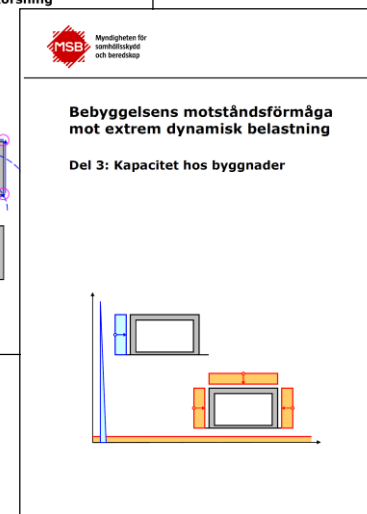 MSB
Myndigheten för
samhällsskydd
och beredskap
Bebyggelsens motståndsförmåga
mot extrem dynamisk belastning
Del 3: Kapacitet hos byggnader